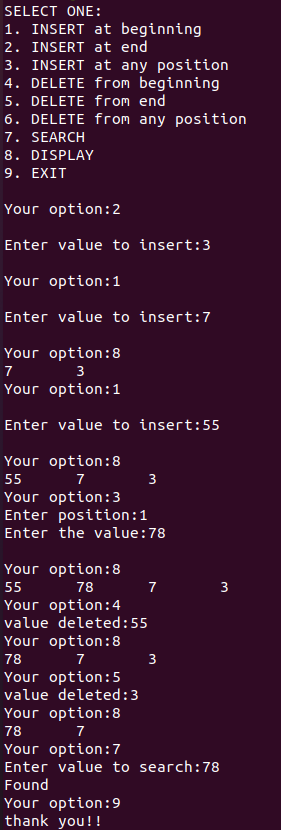 SELECT ONE:
1. INSERT at beginning
2. INSERT at end
3. INSERT at any position
4. DELETE from beginning
5. DELETE from end
6. DELETE from any position
7. SEARCH
8. DISPLAY
9. EXIT
Your option:2
Enter value to insert:3
Your option:1
Enter value to insert:7
Your option:8
7 3
Your option:1
Enter value to insert:55
Your option:8
55 7 3
Your option:3
Enter position:1
Enter the value:78
Your option:8
55 78 7 3
Your option:4
value deleted:55
Your option:8
78 7 3
Your option:5
value deleted:3
Your option:8
78 7
Your option:7
Enter value to search:78
Found
Your option:9
thank you!!